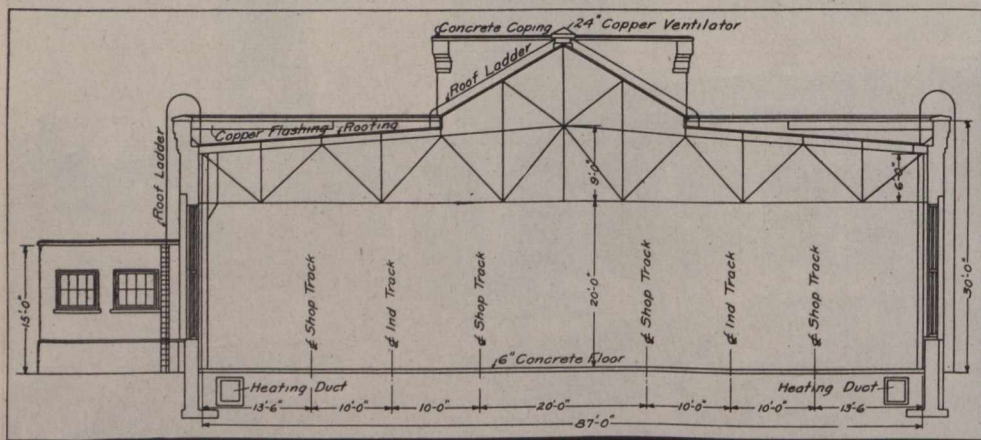 Concrete Coping
24" Copper Ventilator
Roof Ladder
Copper Flashing
Roofing
Roof Ladder
9'-0"
6'-0"
15'-0"
℄ Shop Track
℄ Ind Track
℄ Shop Track
20'-0"
℄ Shop Track
℄ Ind Track
℄ Shop Track
30'-0"
6" Concrete Floor
Heating Duct
Heating Duct
13'-6"
10'-0"
10'-0"
20'-0"
10'-0"
10'-0"
13'-6
87'-0"